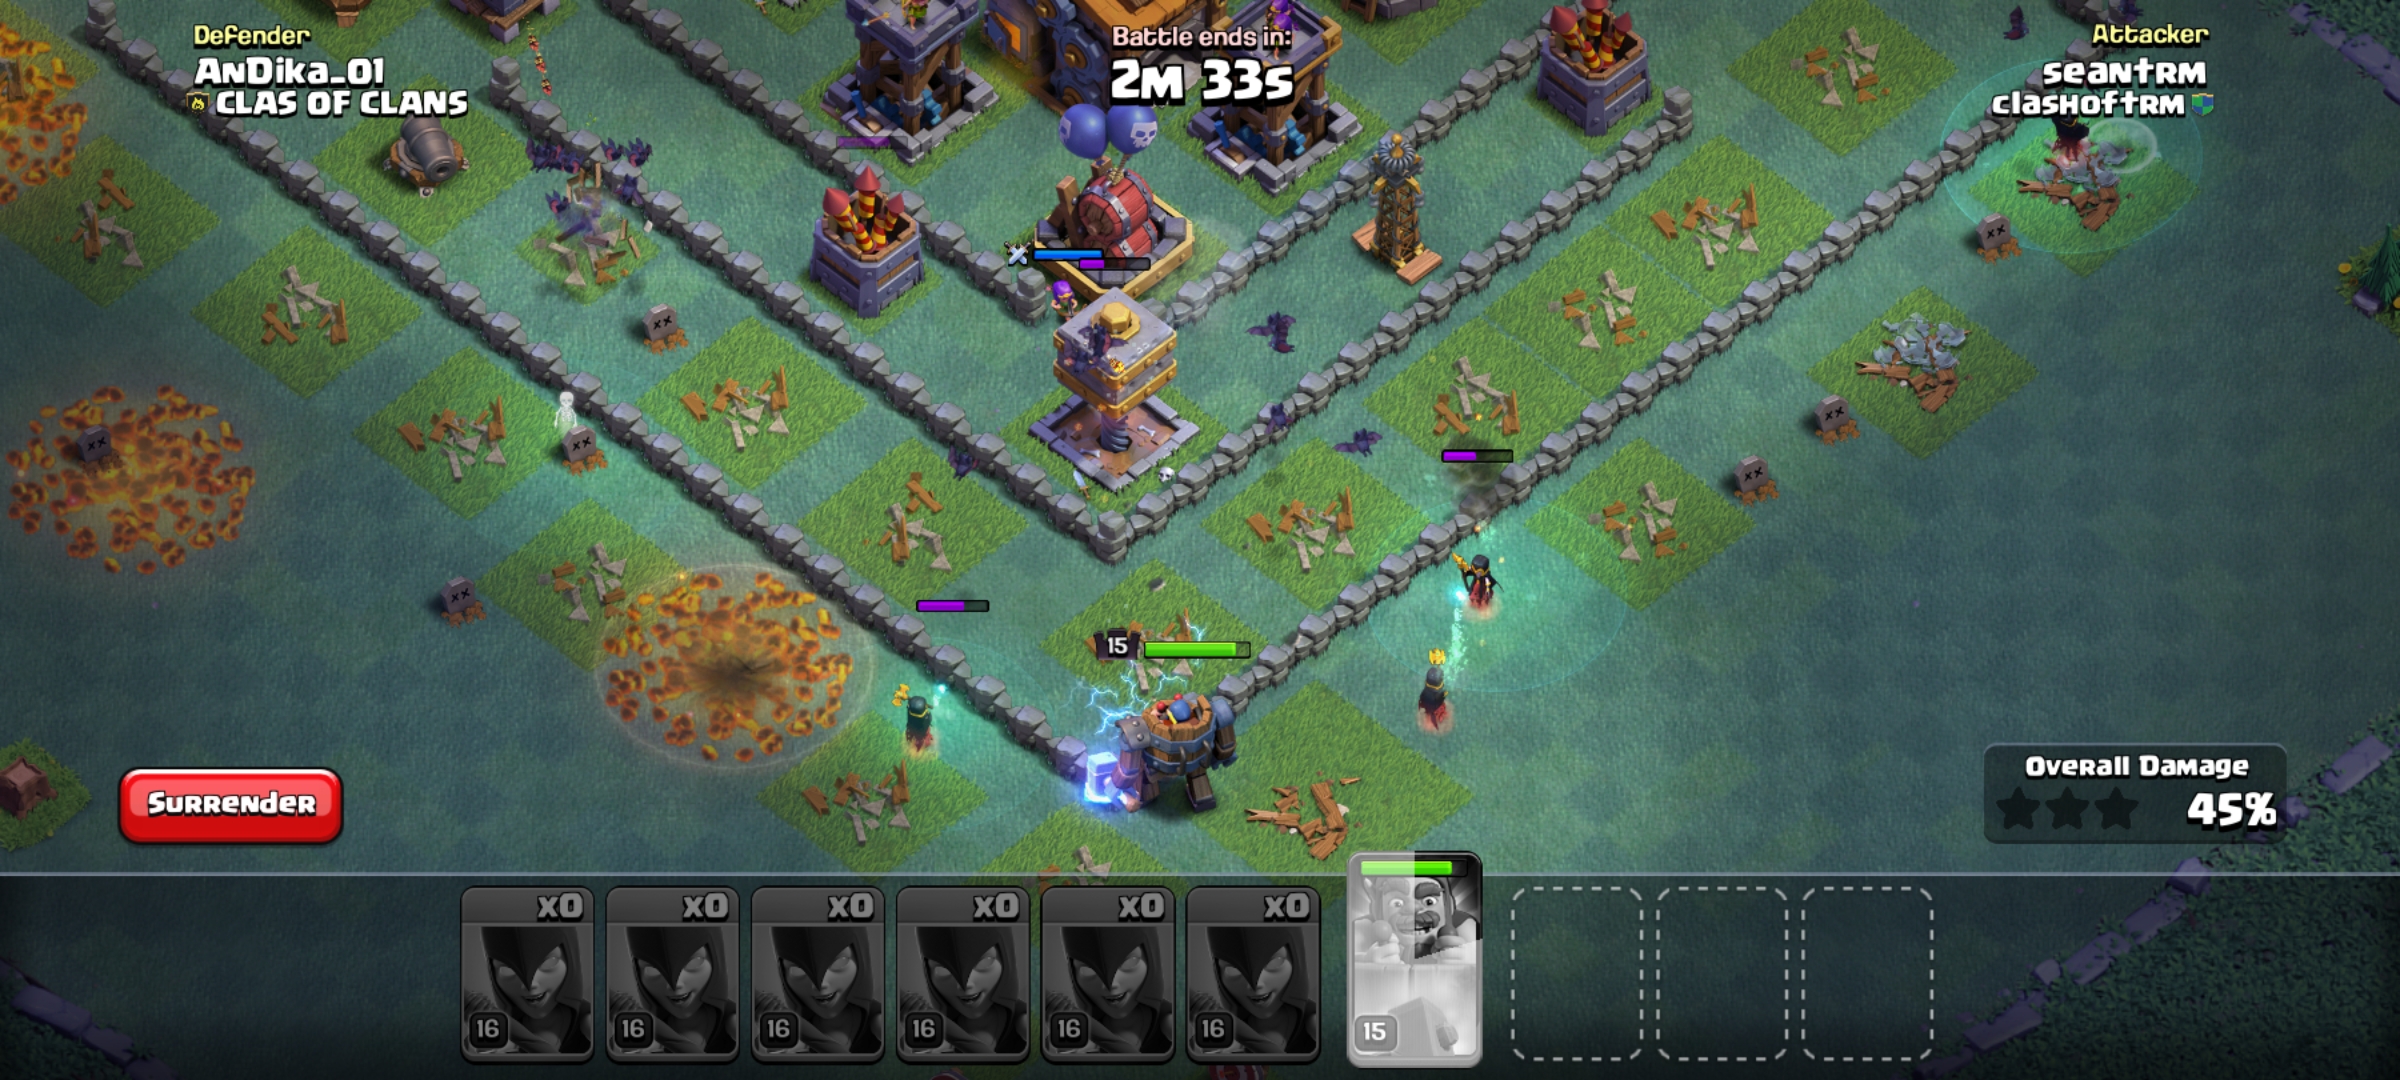 Defender
AnDika_01
CLAS OF CLANS
Battle ends in:
2M 33s
Attacker
seantRM
clashoftRM
15
Surrender
Overall Damage
45%
x0
x0
x0
x0
x0
x0
16
16
16
16
16
16
15